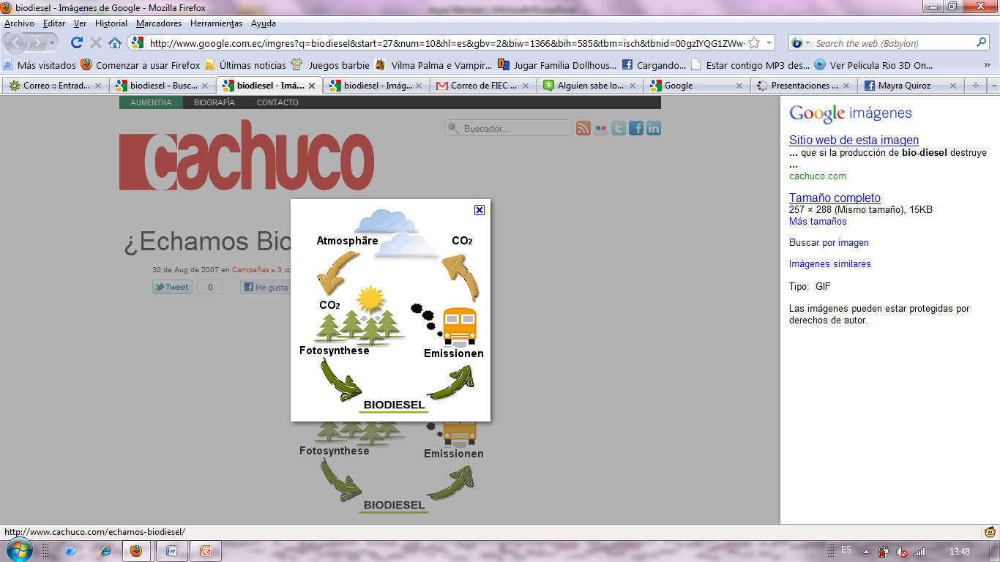 biodiesel - Imágenes de Google - Mozilla Firefox
Archivo Editar Ver Historial Marcadores Herramientas Ayuda
http://www.google.com.ec/imgres?q=biodiesel&start=27&num=10&hl=es&gbv=2&biw=1366&bih=585&tbm=isch&tbnid=00gzlYQG1ZWw
Search the web (Babylon)
Más visitados Comenzar a usar Firefox Últimas noticias Juegos barbie Vilma Palma e Vampir... Jugar Familia Dollhous... Cargando... Estar contigo MP3 des... Ver Pelicula Rio 3D On... »
Correo :: Entrad... biodiesel - Busc... biodiesel - Imá... biodiesel - Imág... Correo de FIEC ... Alguien sabe lo... Google Presentaciones ... Mayra Quiroz
AUMENTHA BIOGRAFÍA CONTACTO
Buscador...
cachuco
¿Echamos Bio
30 de Aug de 2007 en Campañas » 3 co
Tweet 0 Me gusta
Atmosphäre CO2
CO2
Fotosynthese Emissionen
BIODIESEL
Fotosynthese Emissionen
BIODIESEL
Google imágenes
Sitio web de esta imagen
... que si la producción de bio-diesel destruye
...
cachuco.com
Tamaño completo
257 × 288 (Mismo tamaño), 15KB
Más tamaños
Buscar por imagen
Imágenes similares
Tipo: GIF
Las imágenes pueden estar protegidas por
derechos de autor.
http://www.cachuco.com/echamos-biodiesel/
ES 13:48